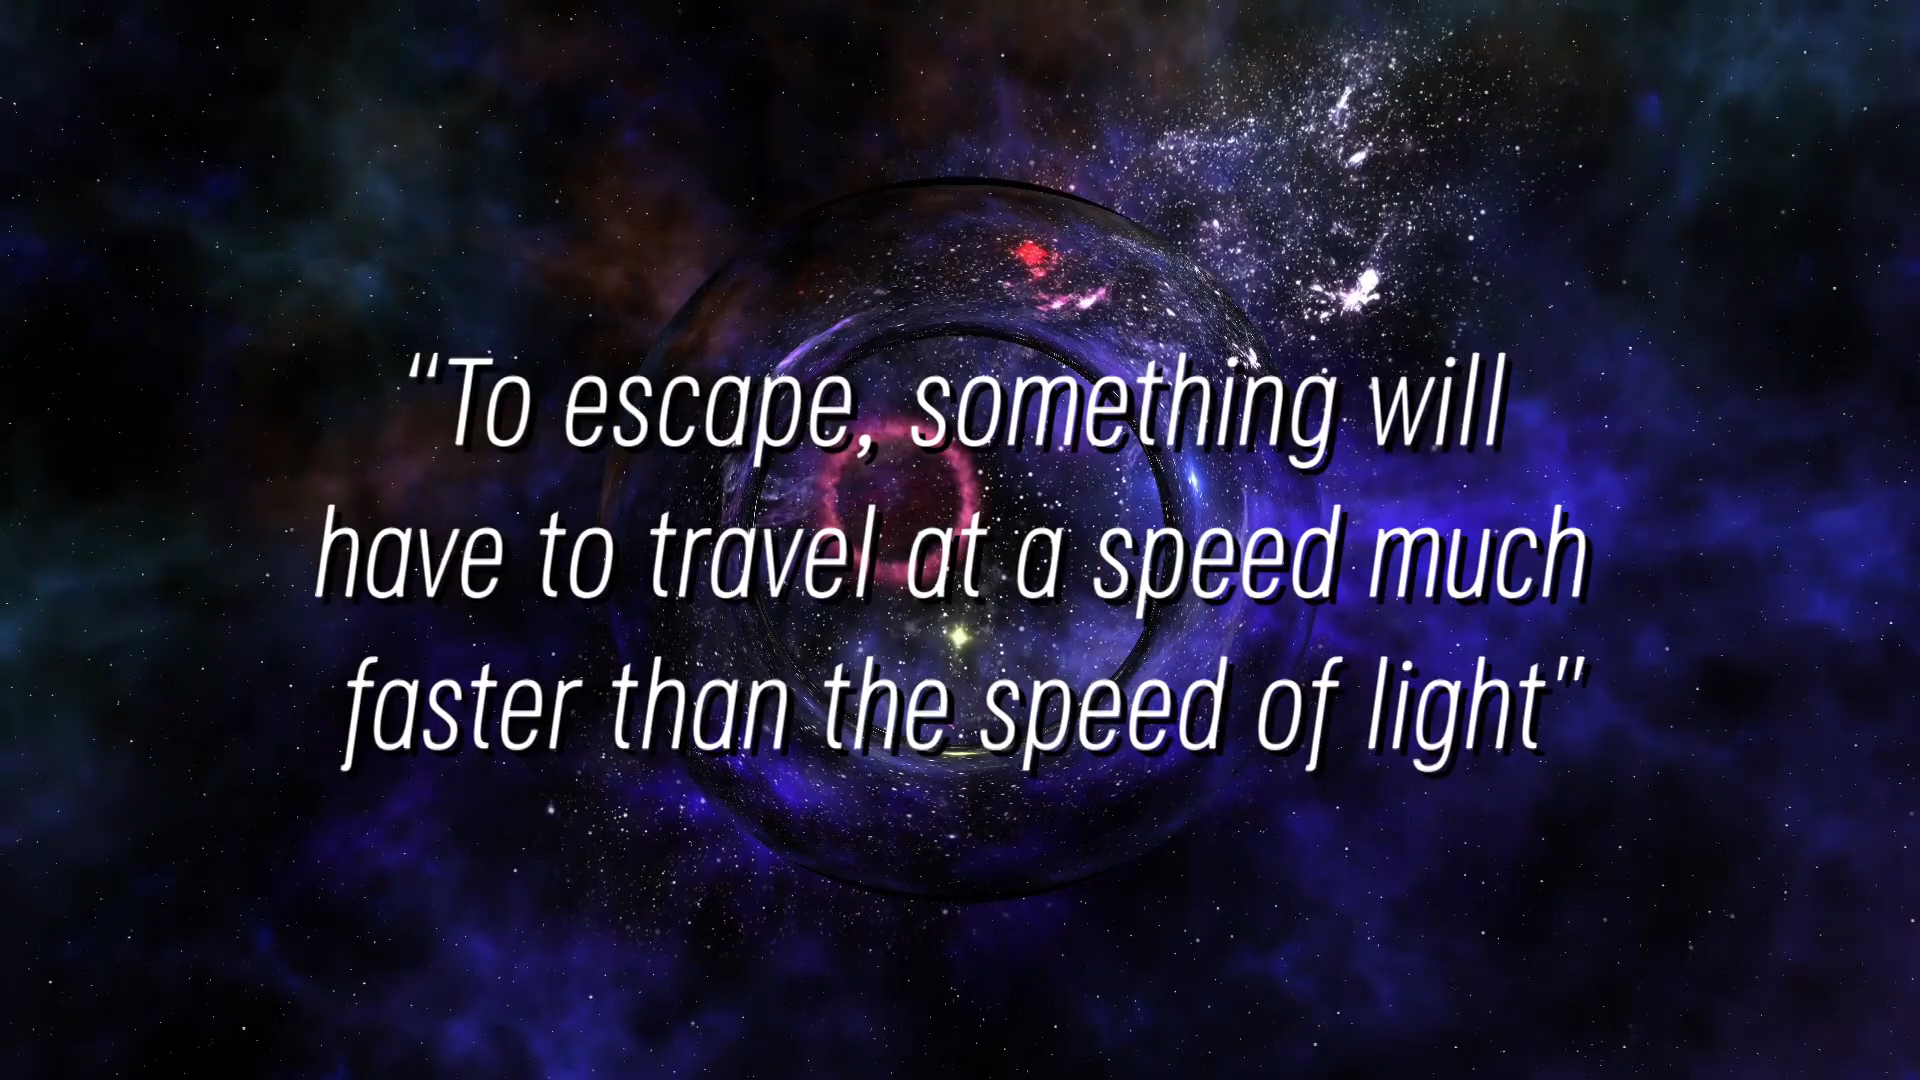 “To escape, something will
have to travel at a speed much
faster than the speed of light”